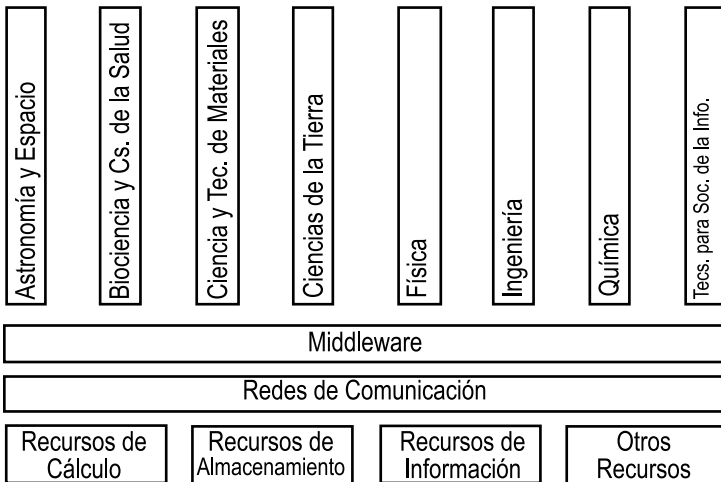 Astronomía y Espacio
Biociencia y Cs. de la Salud
Ciencia y Tec. de Materiales
Ciencias de la Tierra
Física
Ingeniería
Química
Tecs. para Soc. de la Info.
Middleware
Redes de Comunicación
Recursos de
Cálculo
Recursos de
Almacenamiento
Recursos de
Información
Otros
Recursos